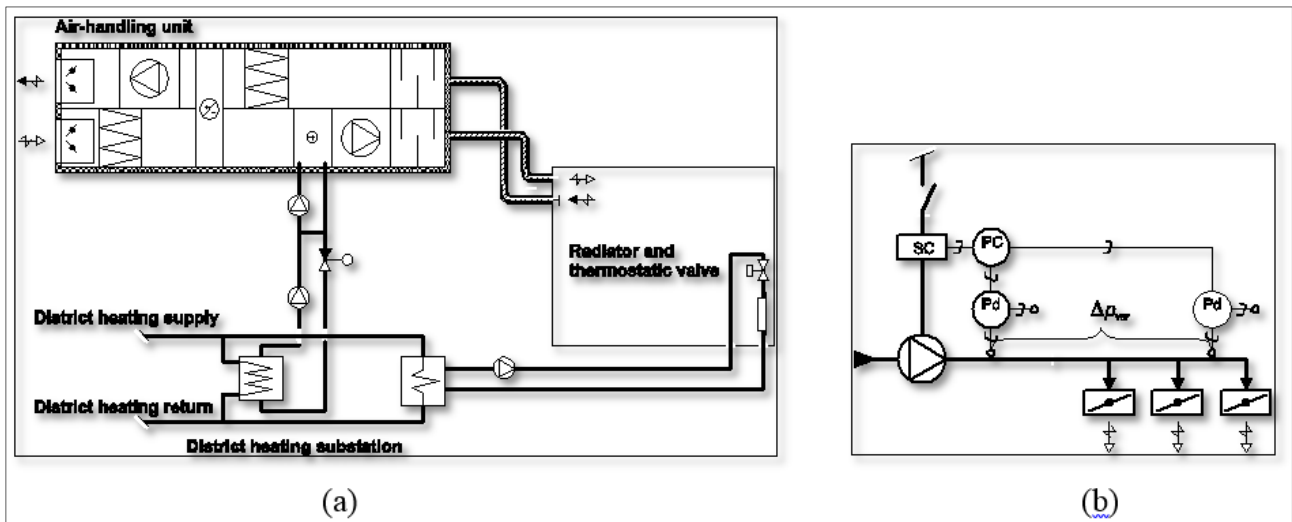 Air-handling unit
Radiator and
thermostatic valve
District heating supply
District heating return
District heating substation
SC
PC
Pd
Pd
Δp_var
(a)
(b)